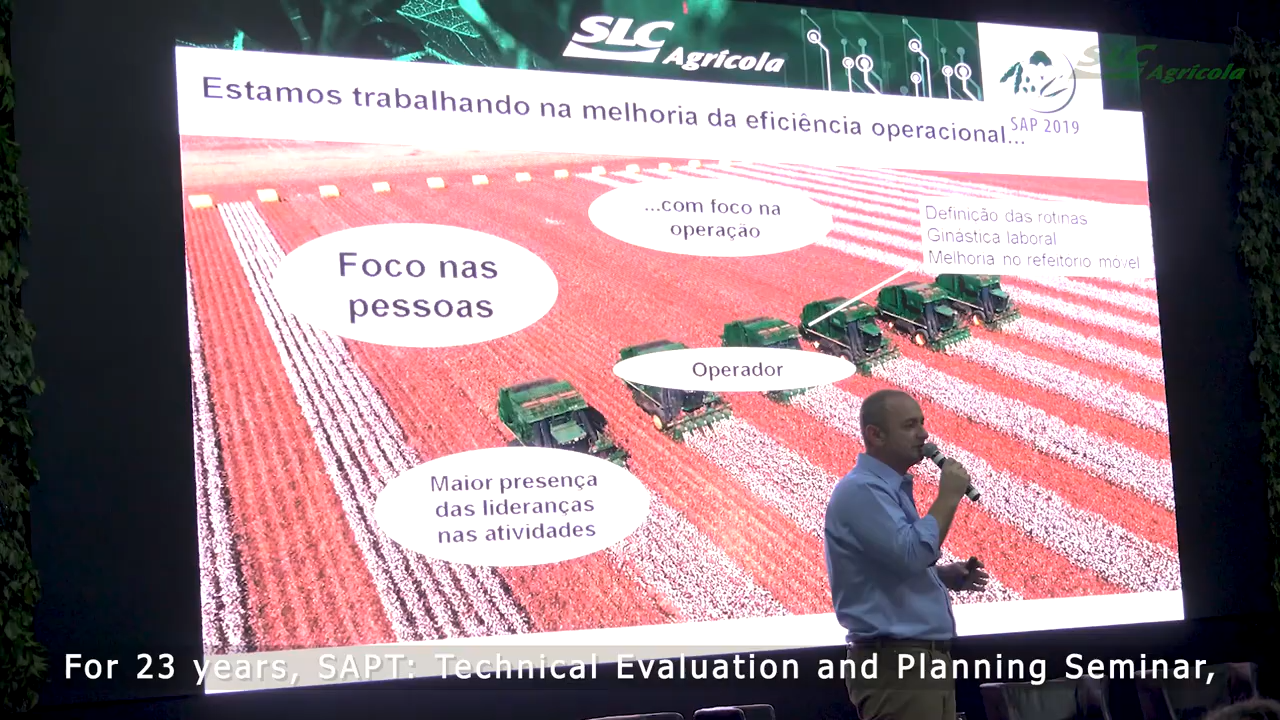 SLC
Agrícola
SLC
Agrícola
Estamos trabalhando na melhoria da eficiência operacional...
SAP 2019
...com foco na
operação
Definição das rotinas
Ginástica laboral
Melhoria no refeitório móvel
Foco nas
pessoas
Operador
Maior presença
das lideranças
nas atividades
For 23 years, SAPT: Technical Evaluation and Planning Seminar,